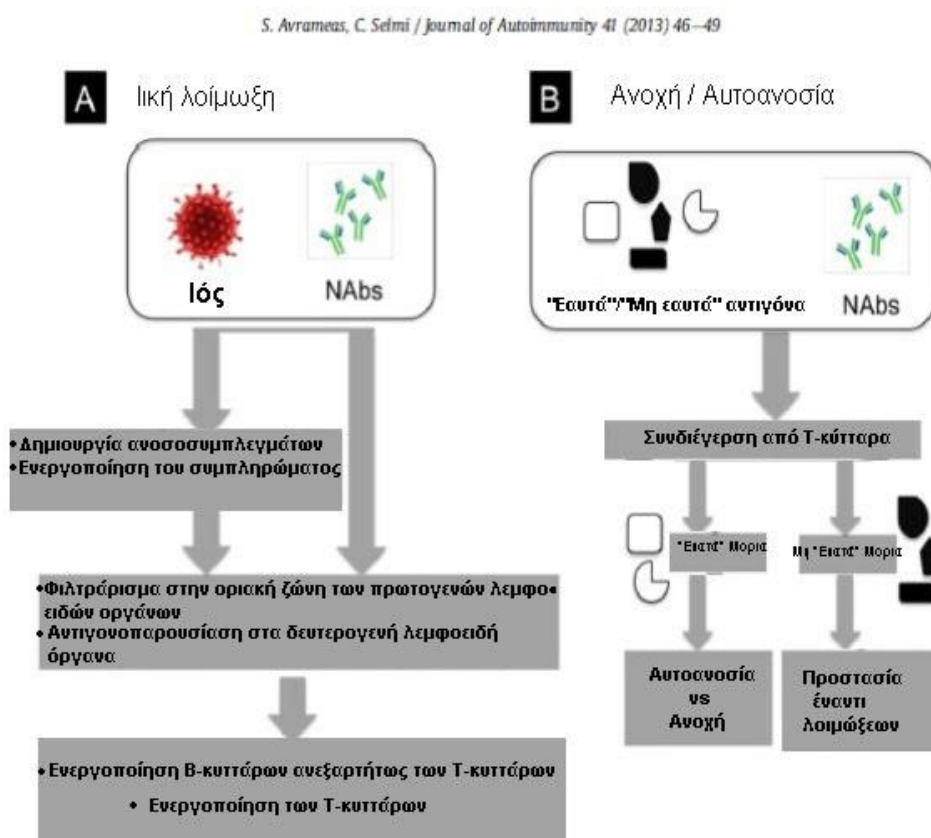 S. Avrameas, C. Selmi / Journal of Autoimmunity 41 (2013) 46–49
A Ιική λοίμωξη
Ιός
NAbs
• Δημιουργία ανοσοσυμπλεγμάτων
• Ενεργοποίηση του συμπληρώματος
• Φιλτράρισμα στην οριακή ζώνη των πρωτογενών λεμφο•
ειδών οργάνων
• Αντιγονοπαρουσίαση στα δευτερογενή λεμφοειδή
όργανα
• Ενεργοποίηση Β-κυττάρων ανεξαρτήτως των Τ-κυττάρων
• Ενεργοποίηση των Τ-κυττάρων
B Ανοχή / Αυτοανοσία
"Εαυτά"/"Μη εαυτά" αντιγόνα
NAbs
Συνδιέγερση από Τ-κύτταρα
"Εαυτά" Μορια
Μη "Εαυτά" Μορια
Αυτοανοσία
vs
Ανοχή
Προστασία
έναντι
λοιμώξεων